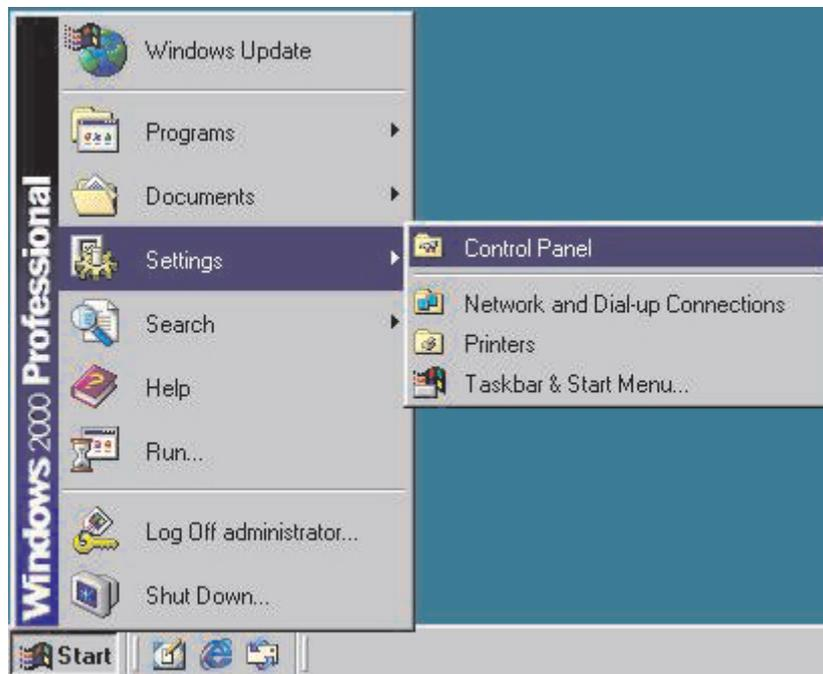 Windows Update
Programs
Documents
Settings
Search
Help
Run...
Log Off administrator...
Shut Down...
Windows 2000 Professional
Control Panel
Network and Dial-up Connections
Printers
Taskbar & Start Menu...
Start